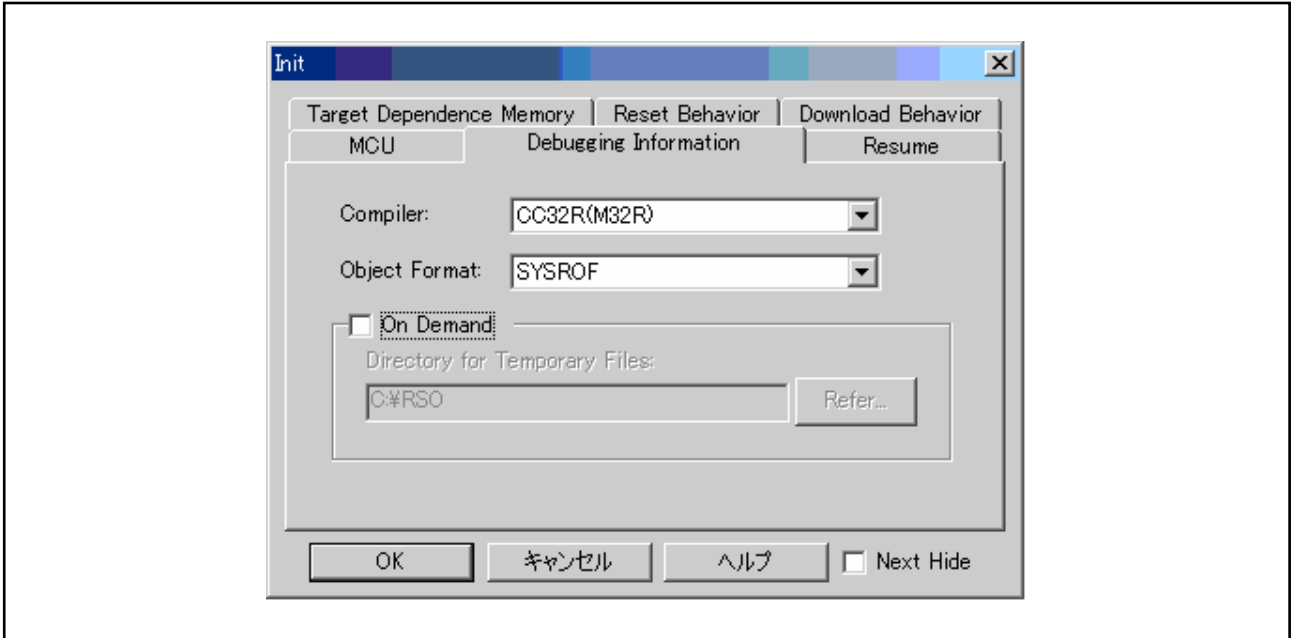 Init
Target Dependence Memory Reset Behavior Download Behavior
MCU Debugging Information Resume
Compiler: CC32R(M32R)
Object Format: SYSROF
On Demand
Directory for Temporary Files:
C:¥RSO Refer...
OK キャンセル ヘルプ Next Hide